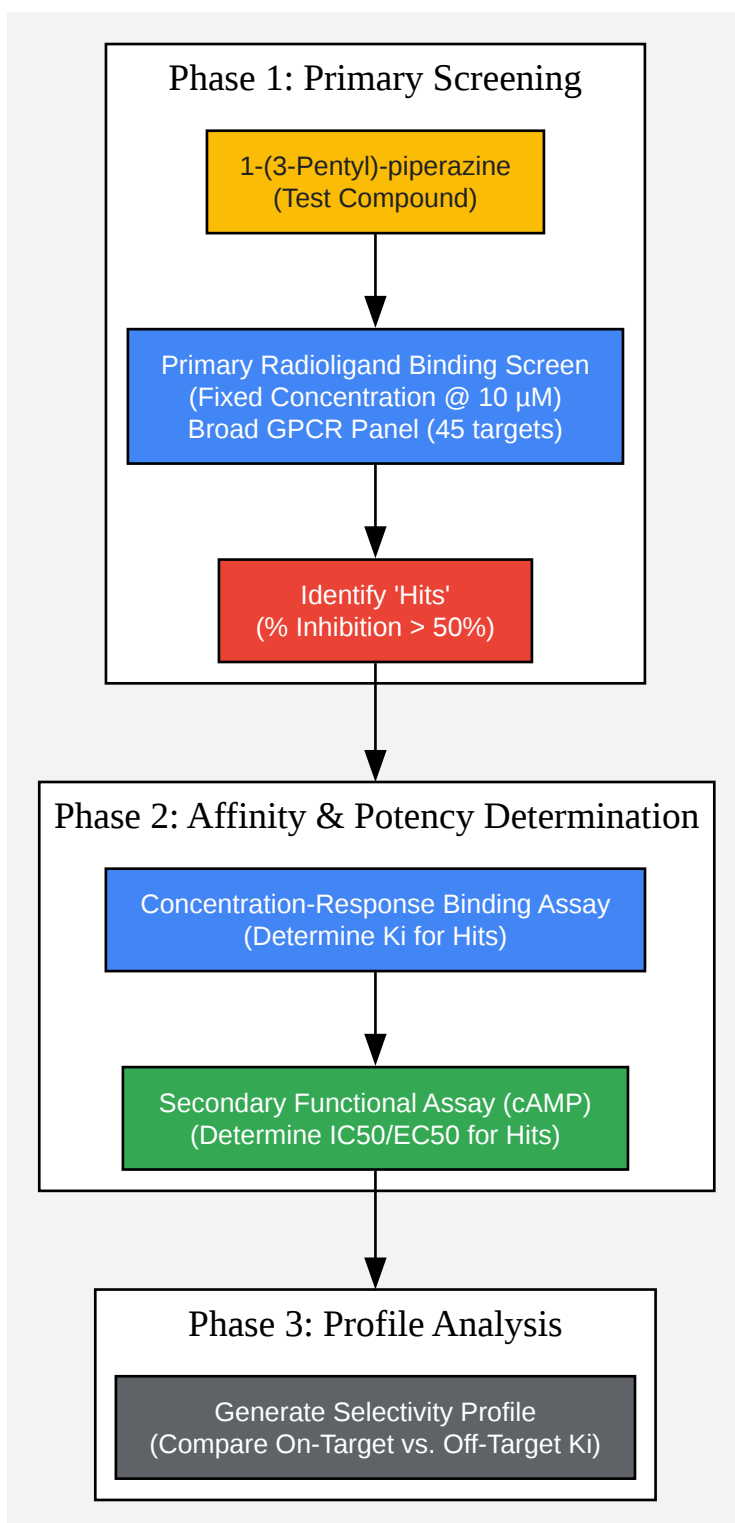 Phase 1: Primary Screening
1-(3-Pentyl)-piperazine
(Test Compound)
Primary Radioligand Binding Screen
(Fixed Concentration @ 10 µM)
Broad GPCR Panel (45 targets)
Identify 'Hits'
(% Inhibition > 50%)
Phase 2: Affinity & Potency Determination
Concentration-Response Binding Assay
(Determine Ki for Hits)
Secondary Functional Assay (cAMP)
(Determine IC50/EC50 for Hits)
Phase 3: Profile Analysis
Generate Selectivity Profile
(Compare On-Target vs. Off-Target Ki)